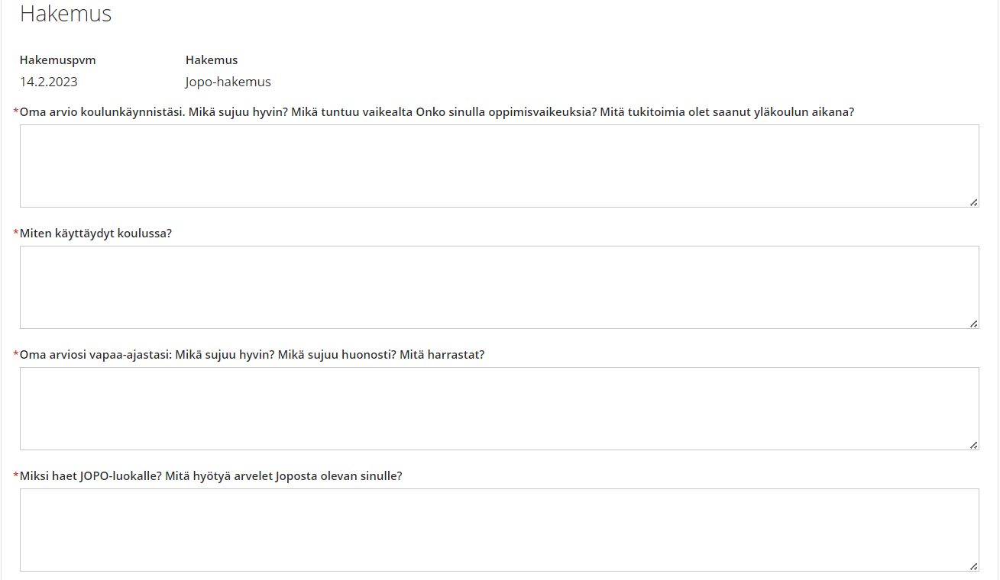 Hakemus
Hakemuspvm Hakemus
14.2.2023 Jopo-hakemus
*Oma arvio koulunkäynnistäsi. Mikä sujuu hyvin? Mikä tuntuu vaikealta Onko sinulla oppimisvaikeuksia? Mitä tukitoimia olet saanut yläkoulun aikana?
*Miten käyttäydyt koulussa?
*Oma arviosi vapaa-ajastasi: Mikä sujuu hyvin? Mikä sujuu huonosti? Mitä harrastat?
*Miksi haet JOPO-luokalle? Mitä hyötyä arvelet Joposta olevan sinulle?